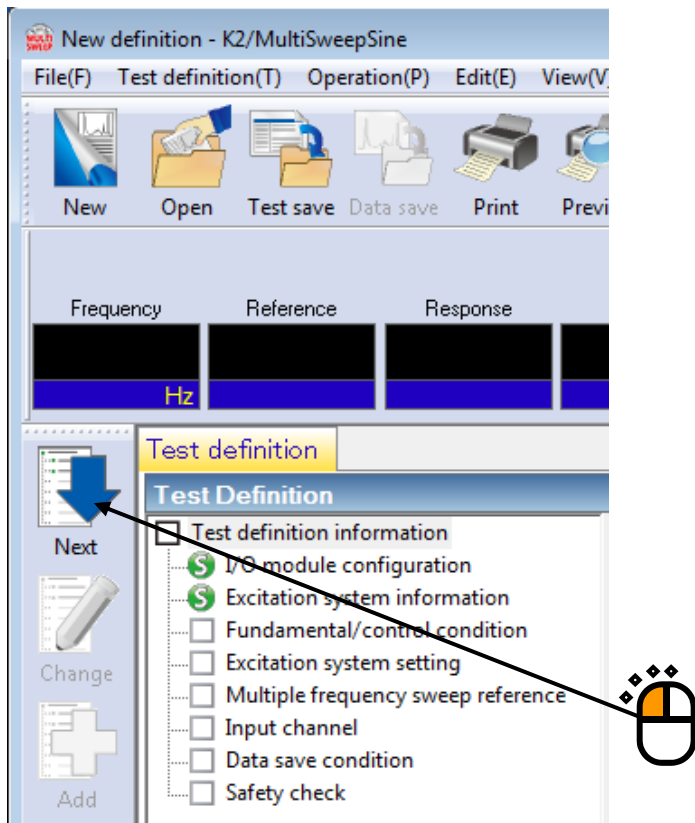 New definition - K2/MultiSweepSine
File(F) Test definition(T) Operation(P) Edit(E) View(V)
New Open Test save Data save Print Previ
Frequency Reference Response
Hz
Test definition
Test Definition
Next
Test definition information
I/O module configuration
Excitation system information
Fundamental/control condition
Change
Excitation system setting
Multiple frequency sweep reference
Input channel
Data save condition
Add
Safety check